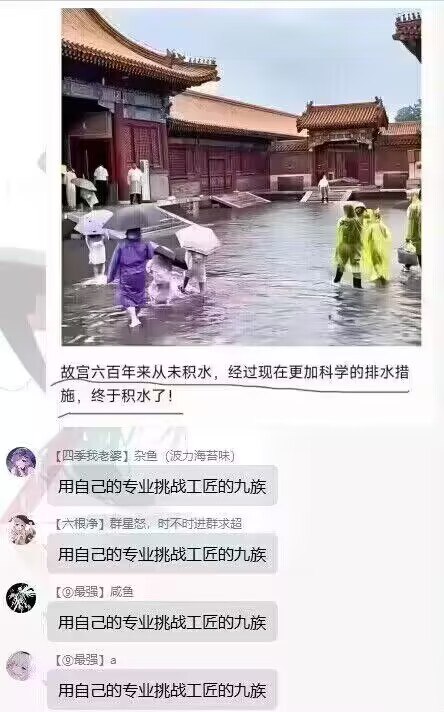 故宫六百年来从未积水，经过现在更加科学的排水措
施，终于积水了！
【四季我老婆】杂鱼（波力海苔味）
用自己的专业挑战工匠的九族
【六根净】群星怒，时不时进群求超
用自己的专业挑战工匠的九族
【⑨最强】咸鱼
用自己的专业挑战工匠的九族
【⑨最强】a
用自己的专业挑战工匠的九族